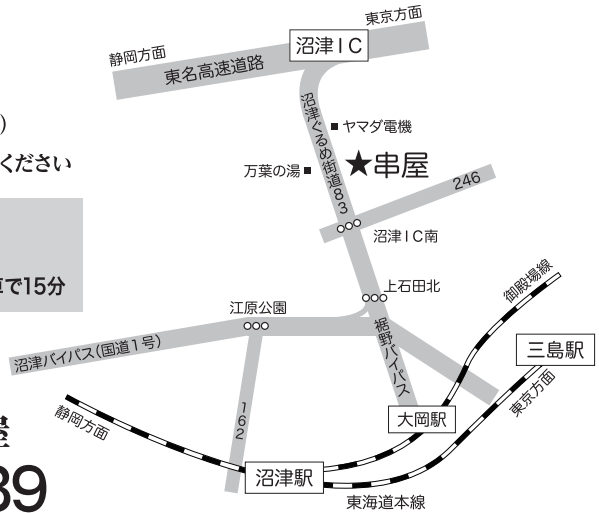 東京方面
沼津IC
静岡方面
東名高速道路
)
ください
沼津ぐるめ街道83
■ヤマダ電機
★串屋
万葉の湯■
246
沼津IC南
車で15分
上石田北
御殿場線
江原公園
裾野バイパス
三島駅
沼津バイパス(国道1号)
東京方面
静岡方面
162
大岡駅
沼津駅
39
東海道本線